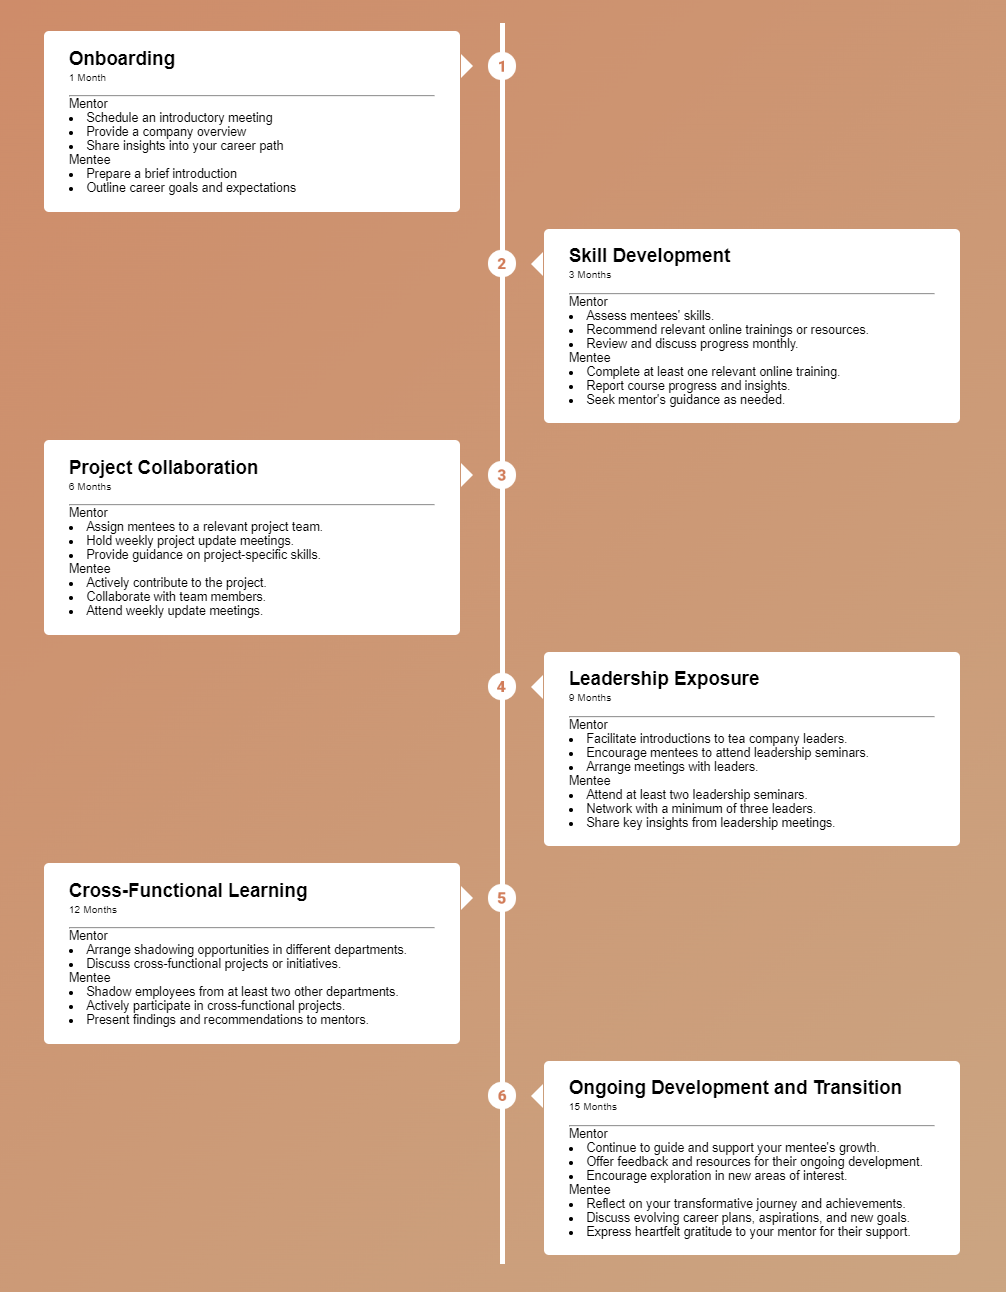 Onboarding
1 Month
Mentor
• Schedule an introductory meeting
• Provide a company overview
• Share insights into your career path
Mentee
• Prepare a brief introduction
• Outline career goals and expectations
1
2
Skill Development
3 Months
Mentor
• Assess mentees' skills.
• Recommend relevant online trainings or resources.
• Review and discuss progress monthly.
Mentee
• Complete at least one relevant online training.
• Report course progress and insights.
• Seek mentor's guidance as needed.
Project Collaboration
6 Months
Mentor
• Assign mentees to a relevant project team.
• Hold weekly project update meetings.
• Provide guidance on project-specific skills.
Mentee
• Actively contribute to the project.
• Collaborate with team members.
• Attend weekly update meetings.
3
4
Leadership Exposure
9 Months
Mentor
• Facilitate introductions to tea company leaders.
• Encourage mentees to attend leadership seminars.
• Arrange meetings with leaders.
Mentee
• Attend at least two leadership seminars.
• Network with a minimum of three leaders.
• Share key insights from leadership meetings.
Cross-Functional Learning
12 Months
Mentor
• Arrange shadowing opportunities in different departments.
• Discuss cross-functional projects or initiatives.
Mentee
• Shadow employees from at least two other departments.
• Actively participate in cross-functional projects.
• Present findings and recommendations to mentors.
5
6
Ongoing Development and Transition
15 Months
Mentor
• Continue to guide and support your mentee's growth.
• Offer feedback and resources for their ongoing development.
• Encourage exploration in new areas of interest.
Mentee
• Reflect on your transformative journey and achievements.
• Discuss evolving career plans, aspirations, and new goals.
• Express heartfelt gratitude to your mentor for their support.